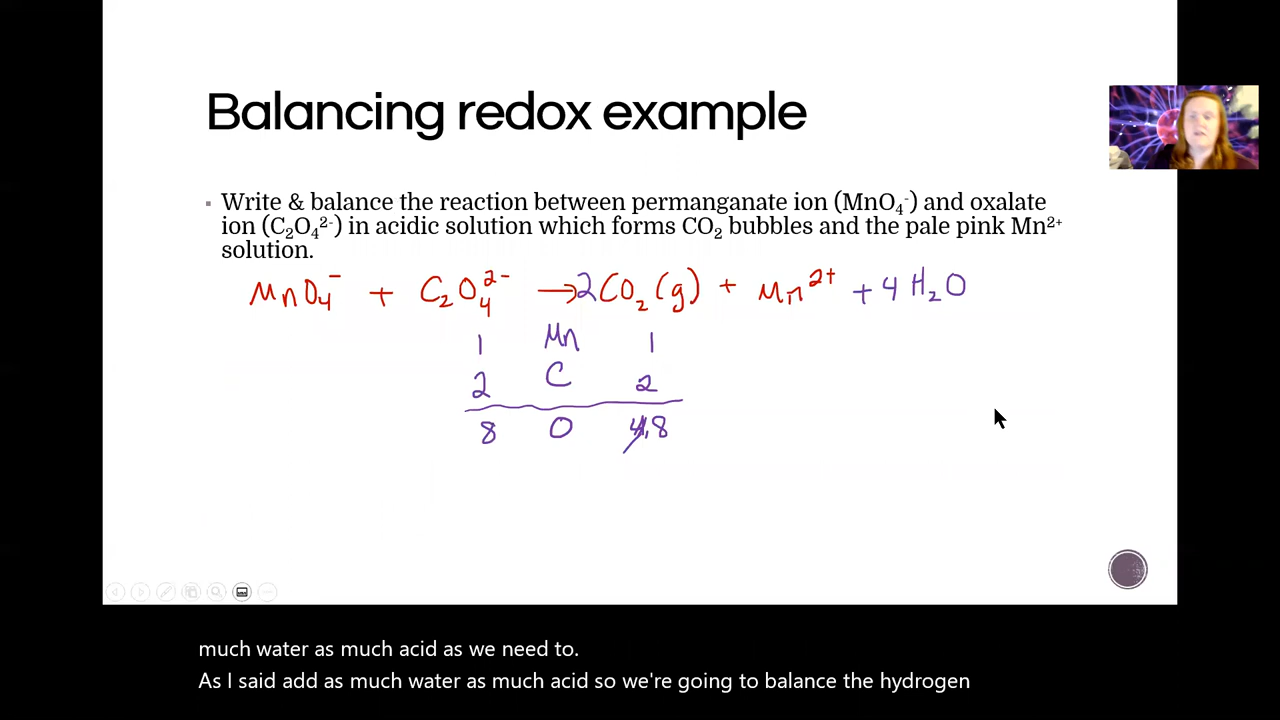 Balancing redox example
▪ Write & balance the reaction between permanganate ion (MnO₄⁻) and oxalate
ion (C₂O₄²⁻) in acidic solution which forms CO₂ bubbles and the pale pink Mn²⁺
solution.
MnO₄⁻ + C₂O₄²⁻ → 2CO₂(g) + Mn²⁺ + 4H₂O
1 Mn 1
2 C 2
8 O 4 8
much water as much acid as we need to.
As I said add as much water as much acid so we're going to balance the hydrogen